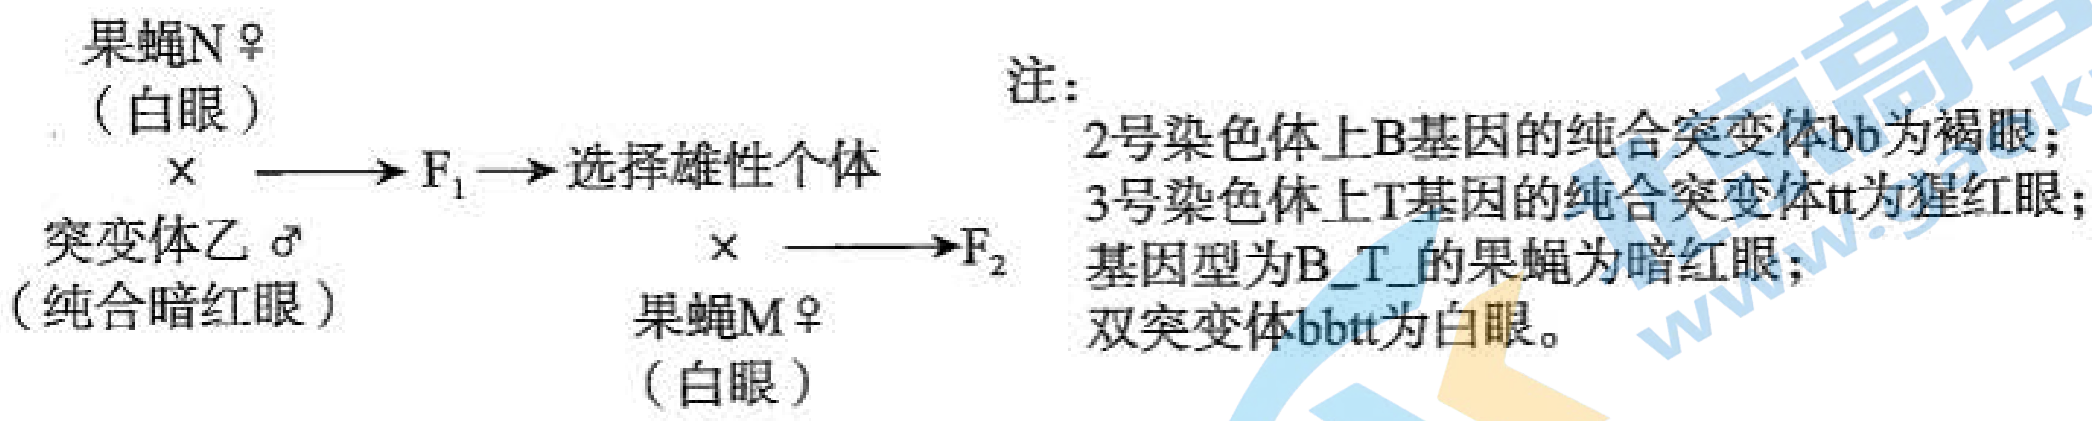 果蝇N♀
（白眼）
×
突变体乙 ♂
（纯合暗红眼）
F₁
选择雄性个体
×
果蝇M♀
（白眼）
F₂
注：
2号染色体上B基因的纯合突变体bb为褐眼；
3号染色体上T基因的纯合突变体tt为猩红眼；
基因型为B_T_的果蝇为暗红眼；
双突变体bbtt为白眼。
北京高考